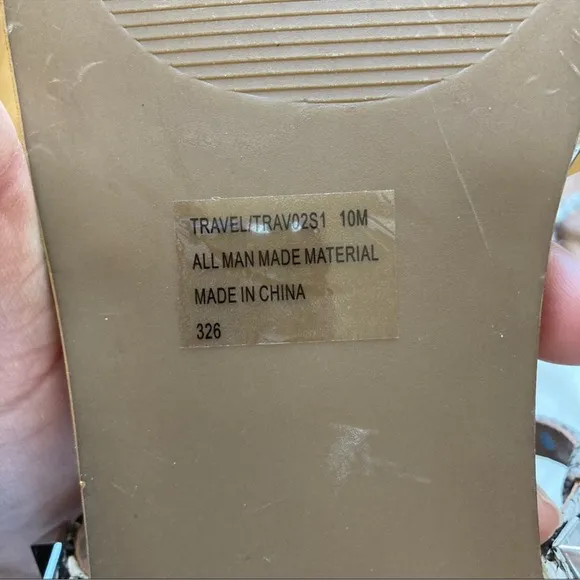 TRAVEL/TRAV02S1 10M
ALL MAN MADE MATERIAL
MADE IN CHINA
326